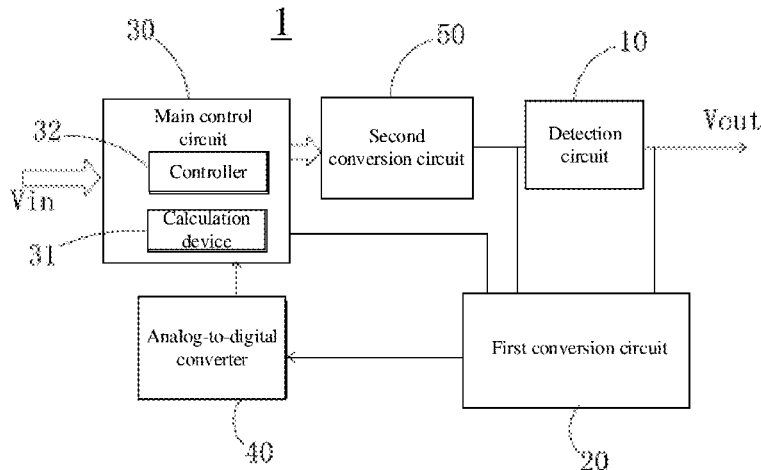 1
30
50
10
Main control
circuit
32
Controller
Second
conversion circuit
Detection
circuit
Vout
Vin
Calculation
device
31
Analog-to-digital
converter
First conversion circuit
40
20